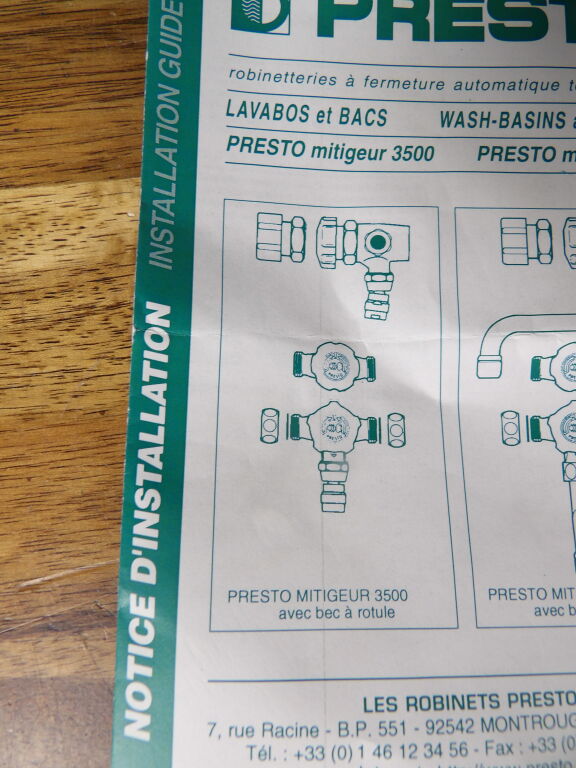 PREST
robinetteries à fermeture automatique
LAVABOS et BACS WASH-BASINS
PRESTO mitigeur 3500 PRESTO
PRESTO MITIGEUR 3500
avec bec à rotule
PRESTO MIT
avec b
LES ROBINETS PRESTO
7, rue Racine - B.P. 551 - 92542 MONTROUG
Tél. : +33 (0) 1 46 12 34 56 - Fax : +33 (0)
NOTICE D'INSTALLATION INSTALLATION GUIDE